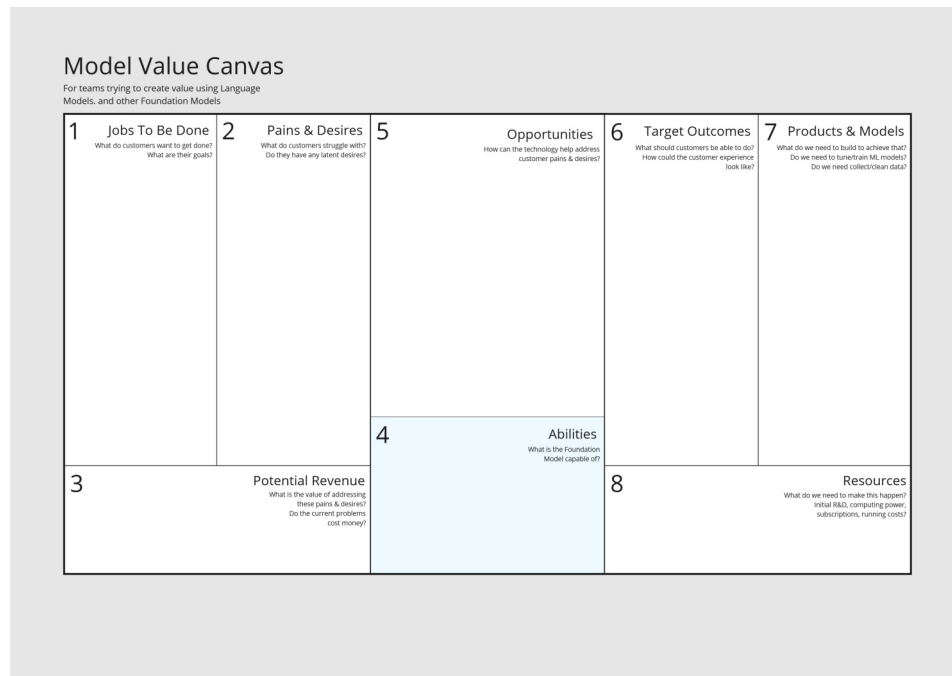 Model Value Canvas
For teams trying to create value using Language
Models. and other Foundation Models
1
Jobs To Be Done
What do customers want to get done?
What are their goals?
2
Pains & Desires
What do customers struggle with?
Do they have any latent desires?
3
Potential Revenue
What is the value of addressing
these pains & desires?
Do the current problems
cost money?
4
Abilities
What is the Foundation
Model capable of?
5
Opportunities
How can the technology help address
customer pains & desires?
6
Target Outcomes
What should customers be able to do?
How could the customer experience
look like?
7
Products & Models
What do we need to build to achieve that?
Do we need to tune/train ML models?
Do we need collect/clean data?
8
Resources
What do we need to make this happen?
Initial R&D, computing power,
subscriptions, running costs?